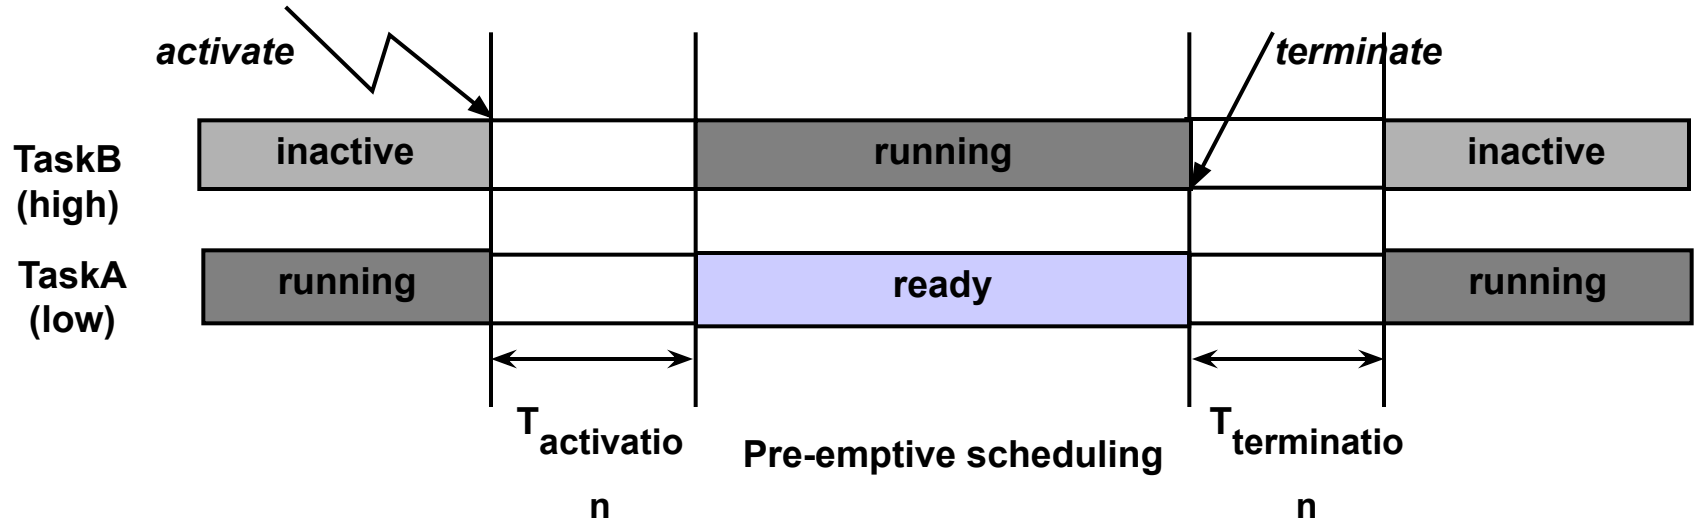 activate
terminate
TaskB
(high)
inactive
running
inactive
TaskA
(low)
running
ready
running
Tactivatio
n
Pre-emptive scheduling
Tterminatio
n